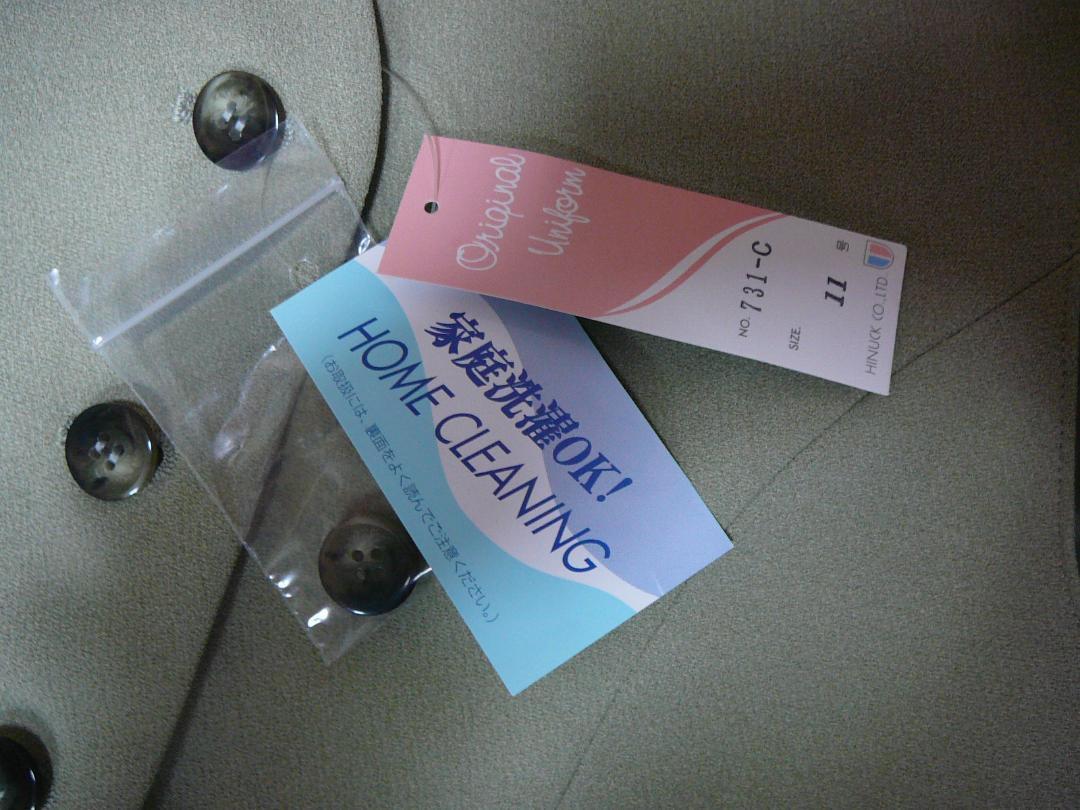 Original
Uniform
NO. 731-C
SIZE. 11 号
HINUCK CO.,LTD
家庭洗濯OK!
HOME CLEANING
(お取扱には、裏面をよく読んでご注意ください。)